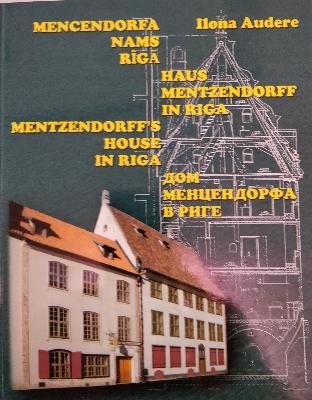 MENCENDORFA
NAMS
RĪGĀ
Ilona Audere
HAUS
MENTZENDORFF
IN RIGA
MENTZENDORFF'S
HOUSE
IN RIGA
ДОМ
МЕНЦЕНДОРФА
В РИГЕ